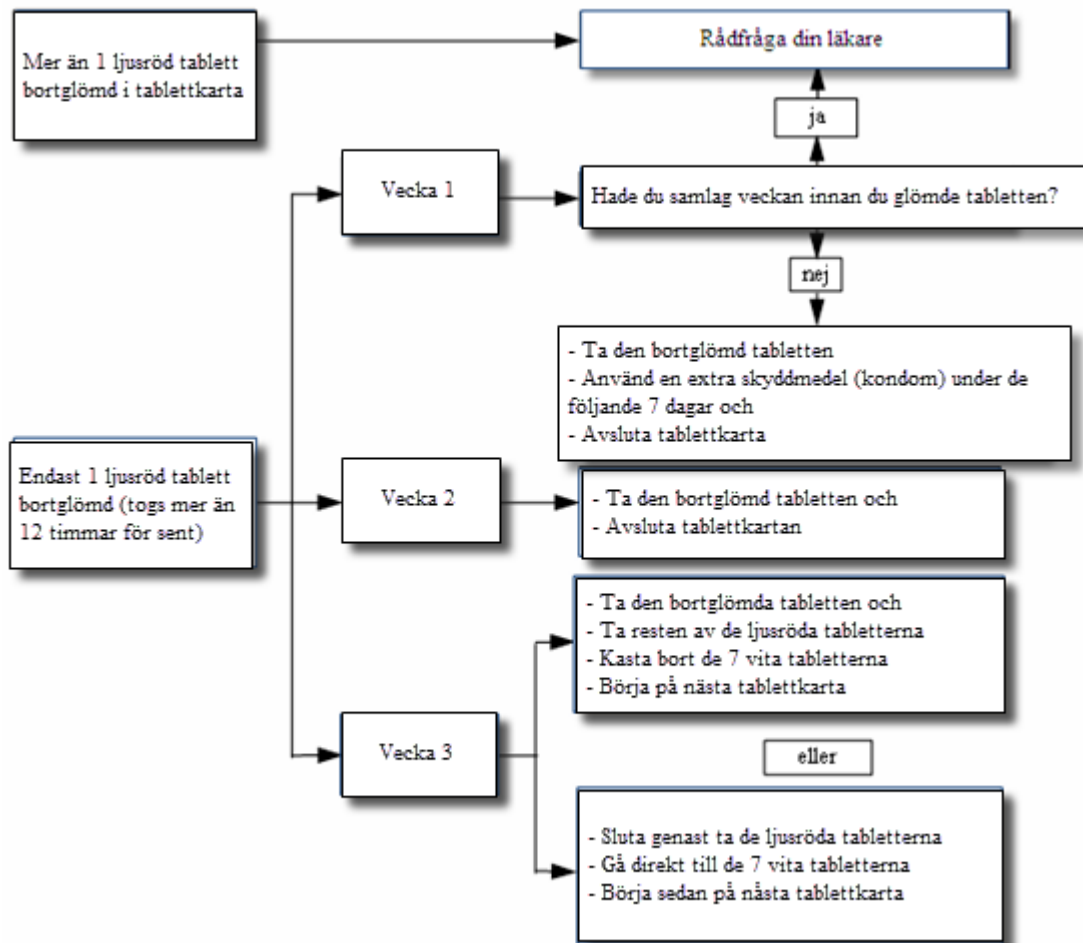 Mer än 1 ljusröd tablett
bortglömd i tablettkarta
Rådfråga din läkare
ja
Vecka 1
Hade du samlag veckan innan du glömde tabletten?
nej
- Ta den bortglömd tabletten
- Använd en extra skyddmedel (kondom) under de
följande 7 dagar och
- Avsluta tablettkarta
Endast 1 ljusröd tablett
bortglömd (togs mer än
12 timmar för sent)
Vecka 2
- Ta den bortglömd tabletten och
- Avsluta tablettkartan
- Ta den bortglömda tabletten och
- Ta resten av de ljusröda tabletterna
- Kasta bort de 7 vita tabletterna
- Börja på nästa tablettkarta
Vecka 3
eller
- Sluta genast ta de ljusröda tabletterna
- Gå direkt till de 7 vita tabletterna
- Börja sedan på nåsta tablettkarta